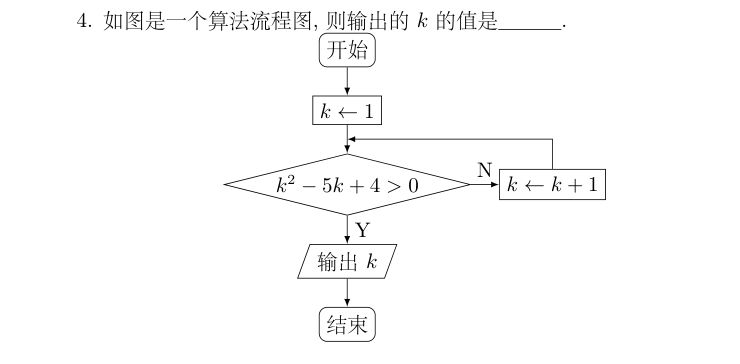 4. 如图是一个算法流程图, 则输出的 k 的值是______.
开始
k ← 1
k² − 5k + 4 > 0
N
k ← k + 1
Y
输出 k
结束